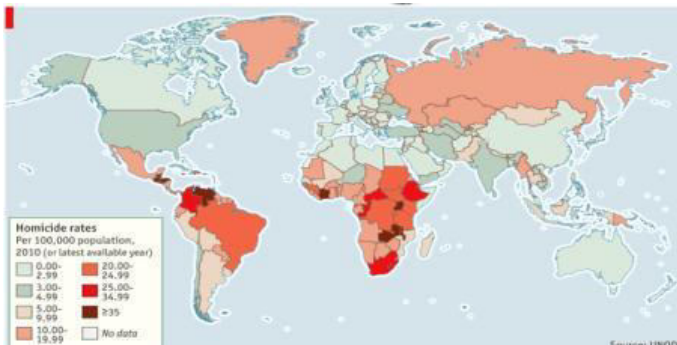 Homicide rates
Per 100,000 population,
2010 (or latest available year)
0.00-
2.99
20.00-
24.99
3.00-
4.99
25.00-
34.99
5.00-
9.99
≥35
10.00-
19.99
No data
Source: UNODC